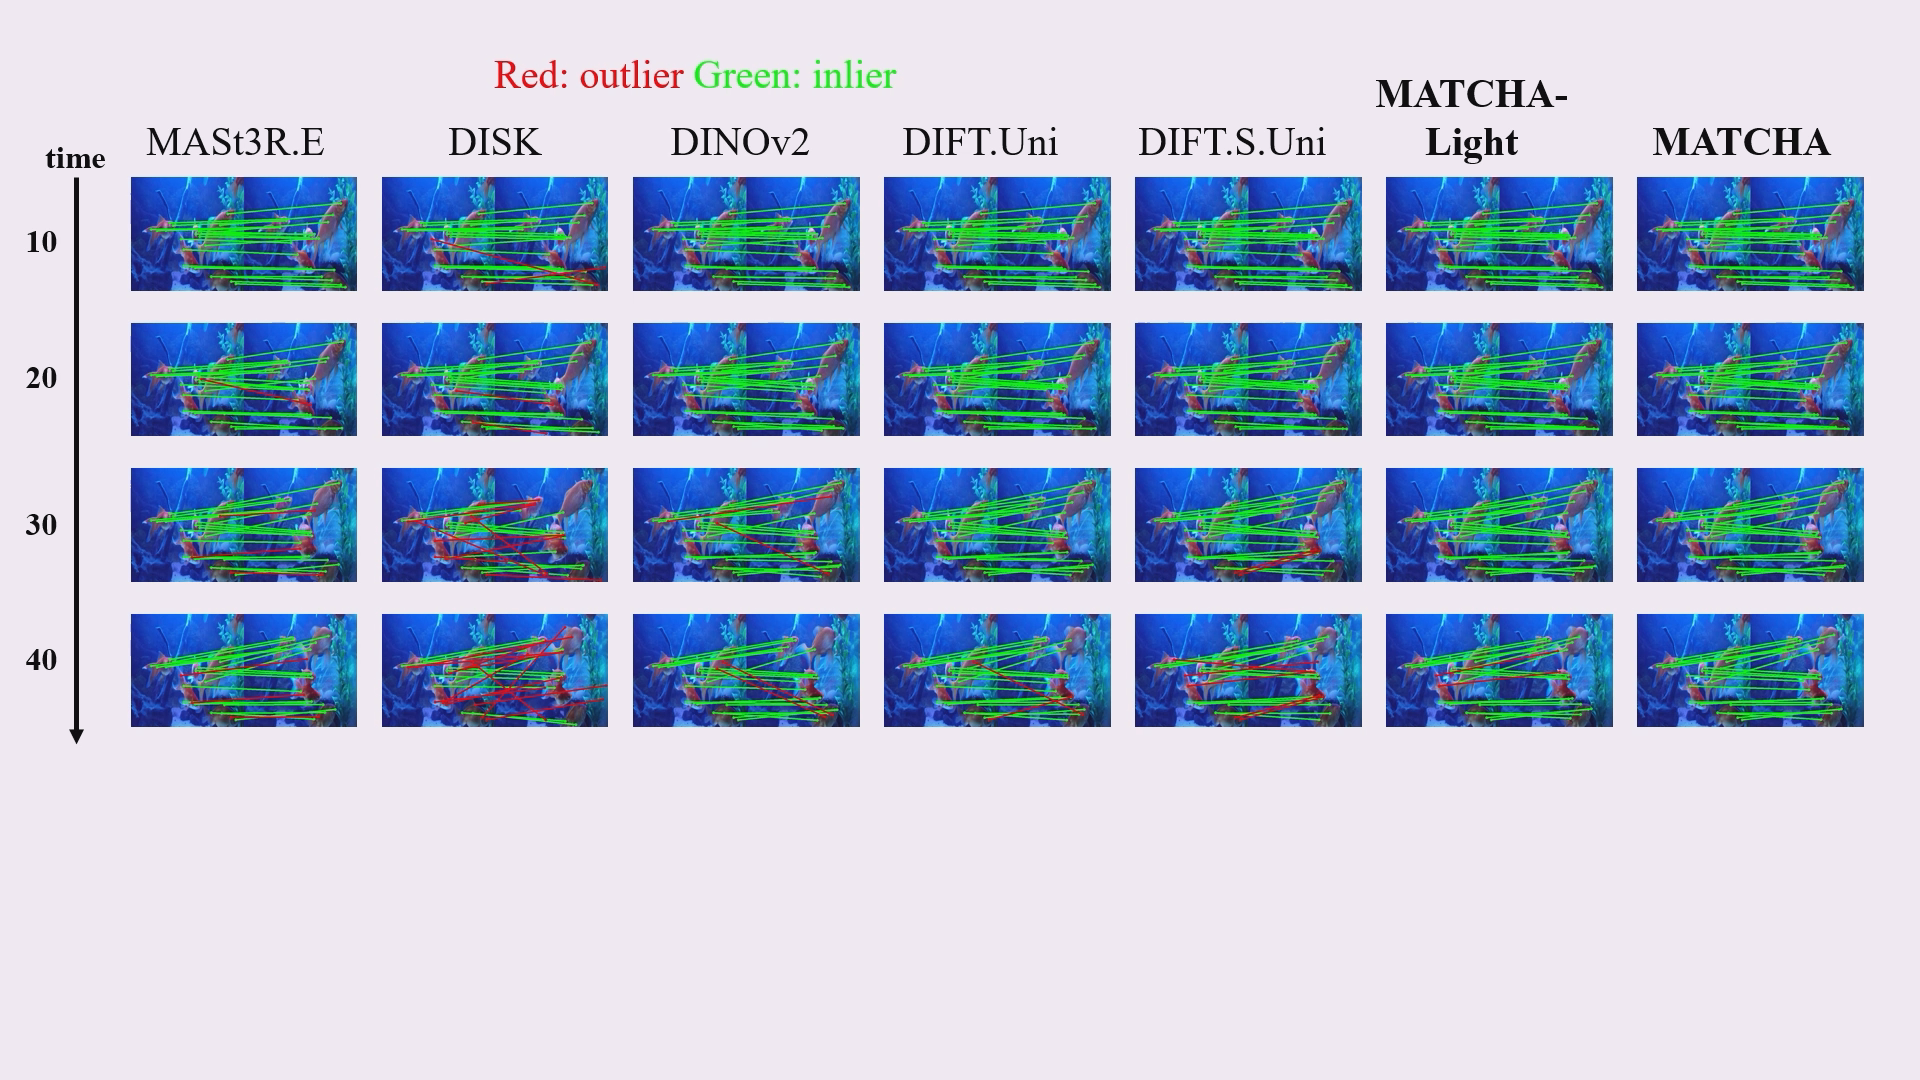 Red: outlier Green: inlier
time
MASt3R.E
DISK
DINOv2
DIFT.Uni
DIFT.S.Uni
MATCHA-
Light
MATCHA
10
20
30
40